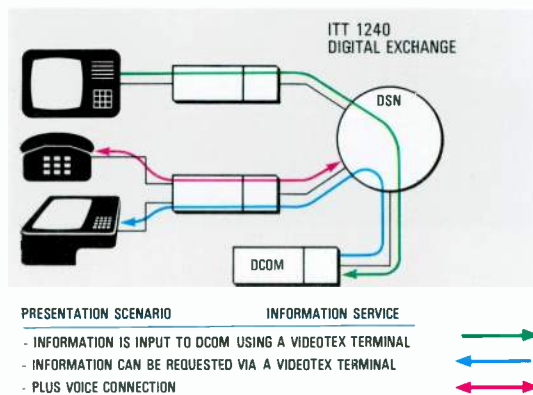 ITT 1240
DIGITAL EXCHANGE
DSN
DCOM
PRESENTATION SCENARIO INFORMATION SERVICE
- INFORMATION IS INPUT TO DCOM USING A VIDEOTEX TERMINAL
- INFORMATION CAN BE REQUESTED VIA A VIDEOTEX TERMINAL
- PLUS VOICE CONNECTION